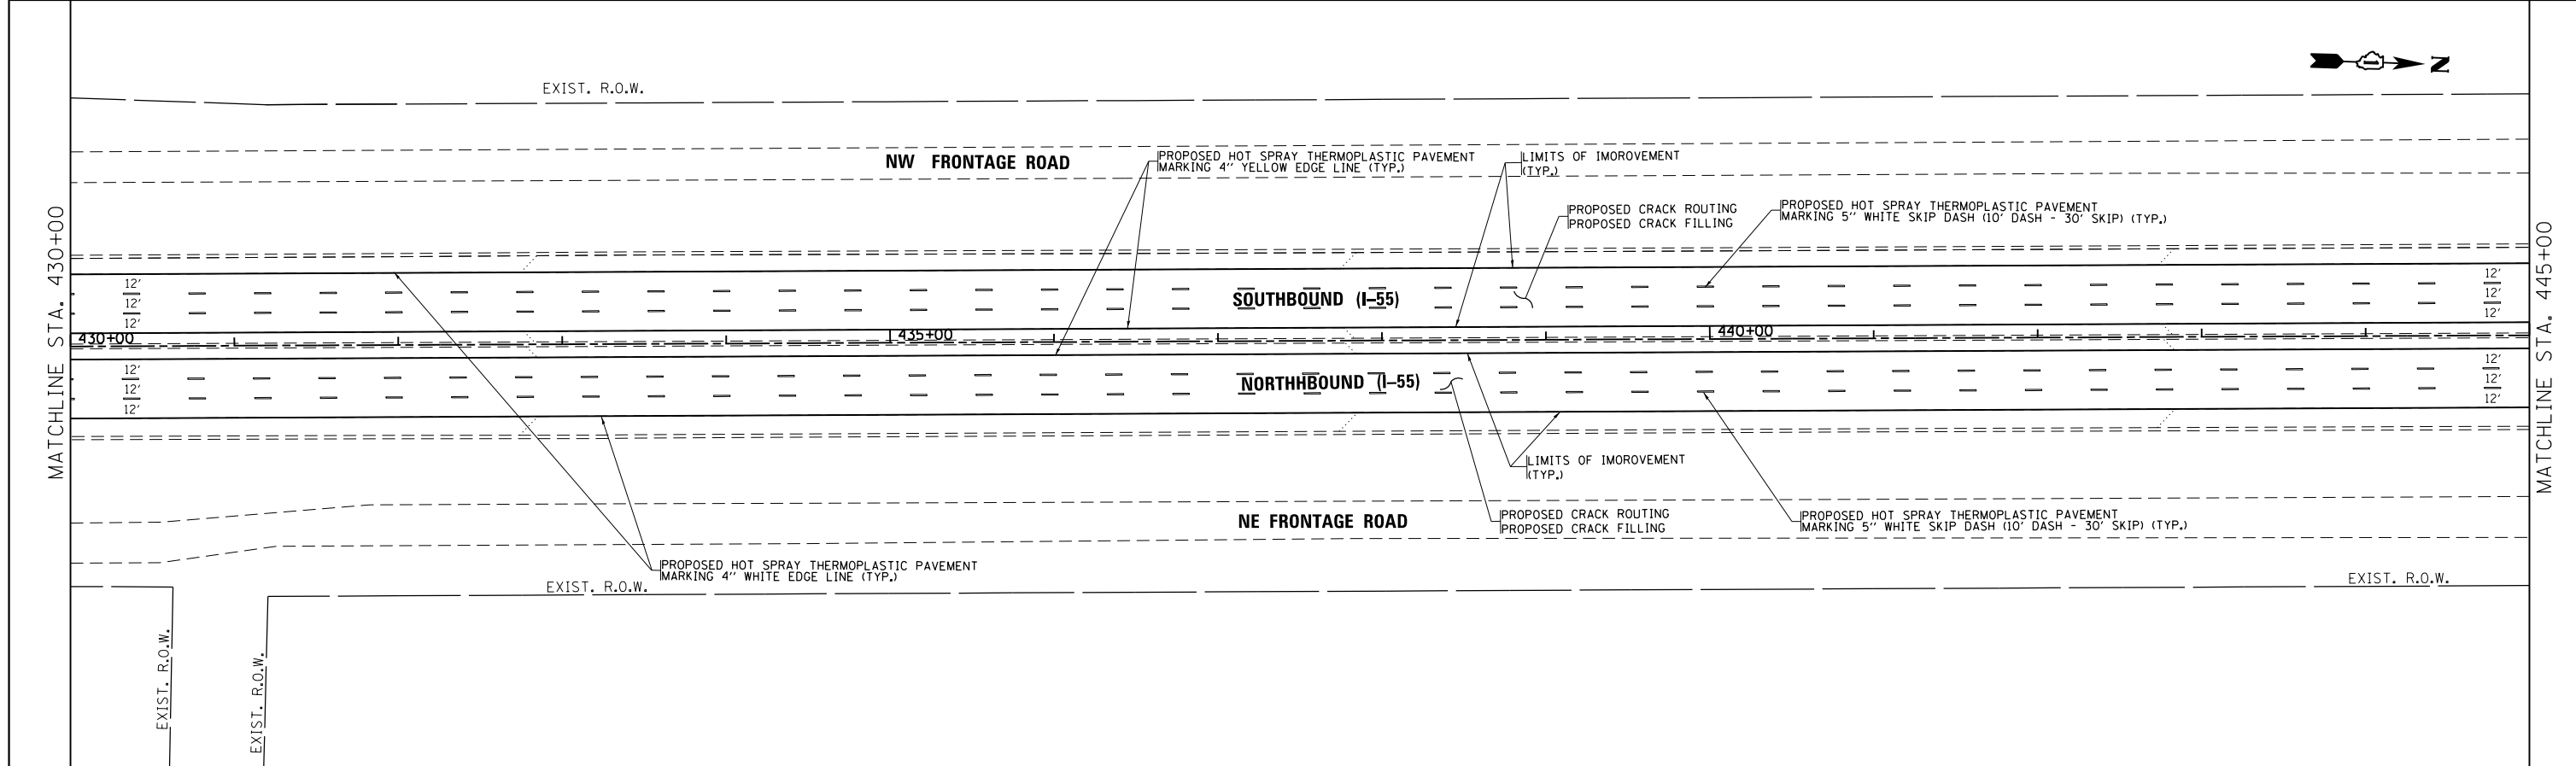 N
EXIST. R.O.W.
NW FRONTAGE ROAD
PROPOSED HOT SPRAY THERMOPLASTIC PAVEMENT
MARKING 4" YELLOW EDGE LINE (TYP.)
LIMITS OF IMOROVEMENT
(TYP.)
PROPOSED CRACK ROUTING
PROPOSED CRACK FILLING
PROPOSED HOT SPRAY THERMOPLASTIC PAVEMENT
MARKING 5" WHITE SKIP DASH (10' DASH - 30' SKIP) (TYP.)
MATCHLINE STA. 430+00
MATCHLINE STA. 445+00
12'
12'
12'
SOUTHBOUND (I-55)
12'
12'
12'
430+00
435+00
440+00
12'
12'
12'
NORTHHBOUND (I-55)
12'
12'
12'
LIMITS OF IMOROVEMENT
(TYP.)
NE FRONTAGE ROAD
PROPOSED CRACK ROUTING
PROPOSED CRACK FILLING
PROPOSED HOT SPRAY THERMOPLASTIC PAVEMENT
MARKING 5" WHITE SKIP DASH (10' DASH - 30' SKIP) (TYP.)
PROPOSED HOT SPRAY THERMOPLASTIC PAVEMENT
MARKING 4" WHITE EDGE LINE (TYP.)
EXIST. R.O.W.
EXIST. R.O.W.
EXIST. R.O.W.
EXIST. R.O.W.